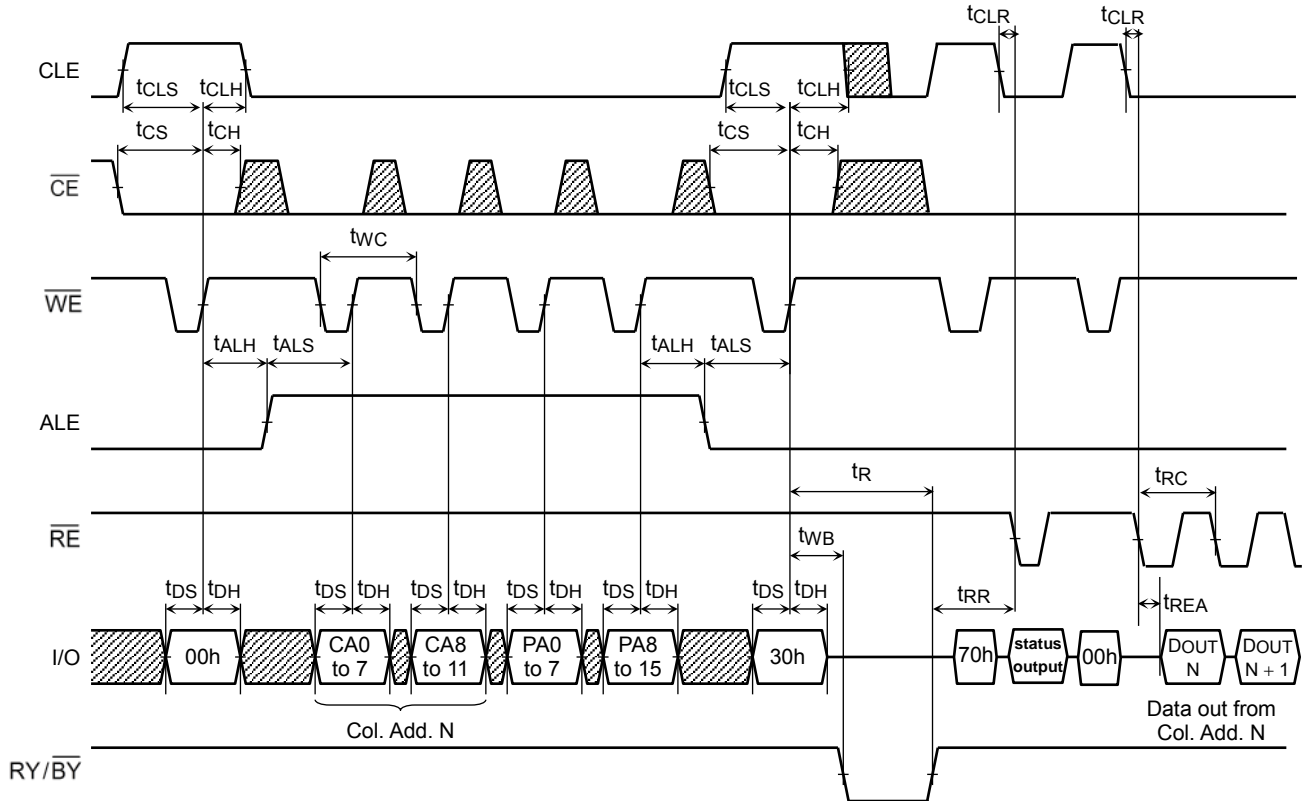 tCLR tCLR
CLE
tCLS tCLH tCLS tCLH
tCS tCH tCS tCH
CE
tWC
WE
tALH tALS tALH tALS
ALE
tR
tRC
RE
tWB
tDS tDH tDS tDH tDS tDH tDS tDH tDS tDH tDS tDH tRR tREA
I/O
00h
CA0 to 7
CA8 to 11
PA0 to 7
PA8 to 15
30h
70h
status output
00h
DOUT N
DOUT N + 1
Col. Add. N
Data out from
Col. Add. N
RY/BY